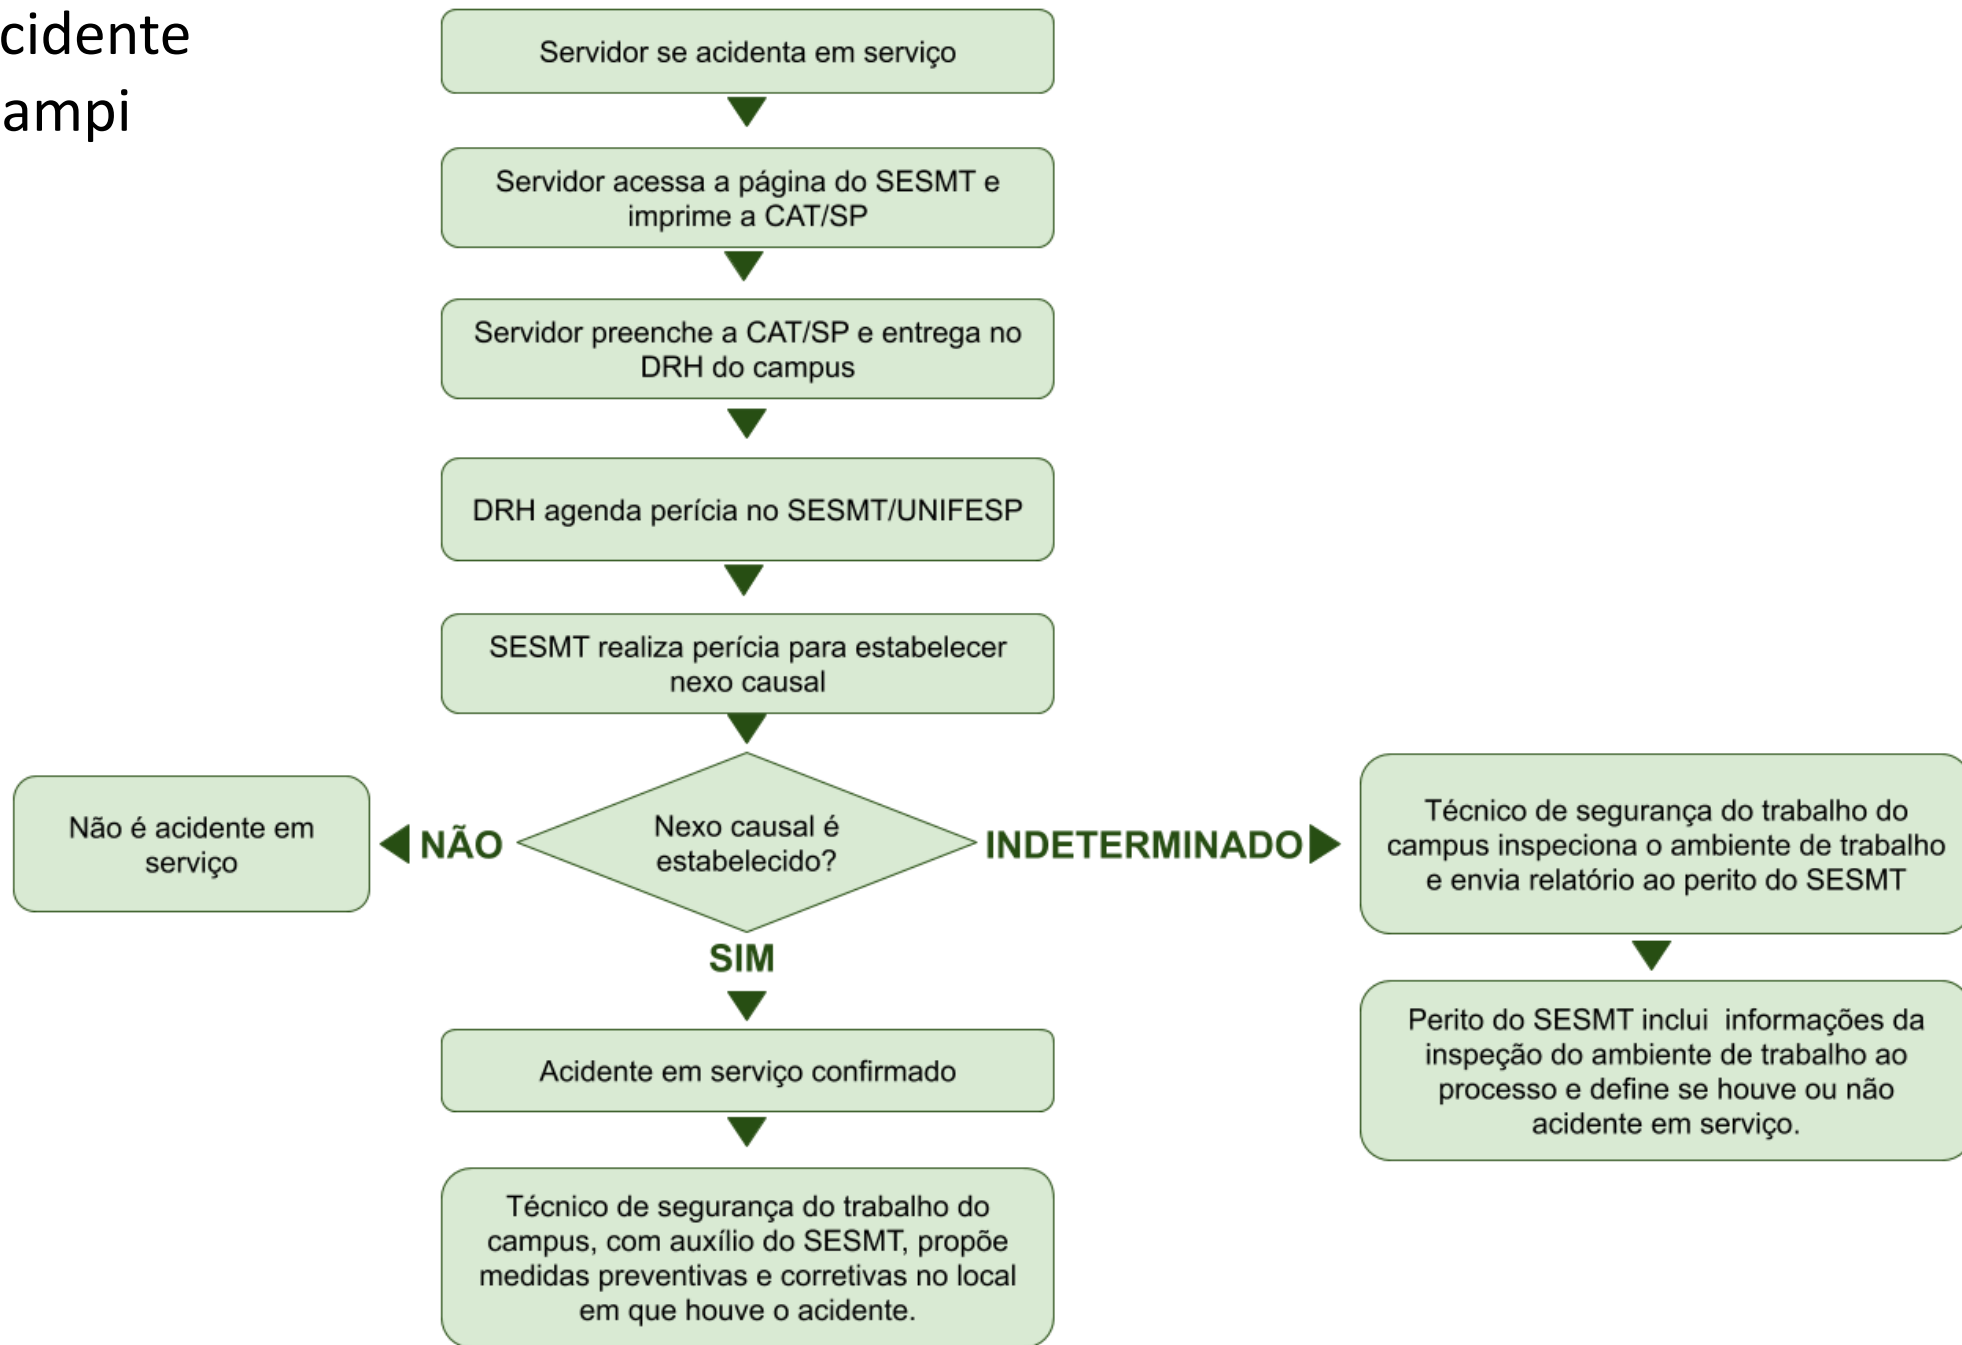 cidente
ampi
Servidor se acidenta em serviço
Servidor acessa a página do SESMT e
imprime a CAT/SP
Servidor preenche a CAT/SP e entrega no
DRH do campus
DRH agenda perícia no SESMT/UNIFESP
SESMT realiza perícia para estabelecer
nexo causal
Nexo causal é
estabelecido?
NÃO
Não é acidente em
serviço
INDETERMINADO
Técnico de segurança do trabalho do
campus inspeciona o ambiente de trabalho
e envia relatório ao perito do SESMT
Perito do SESMT inclui  informações da
inspeção do ambiente de trabalho ao
processo e define se houve ou não
acidente em serviço.
SIM
Acidente em serviço confirmado
Técnico de segurança do trabalho do
campus, com auxílio do SESMT, propõe
medidas preventivas e corretivas no local
em que houve o acidente.